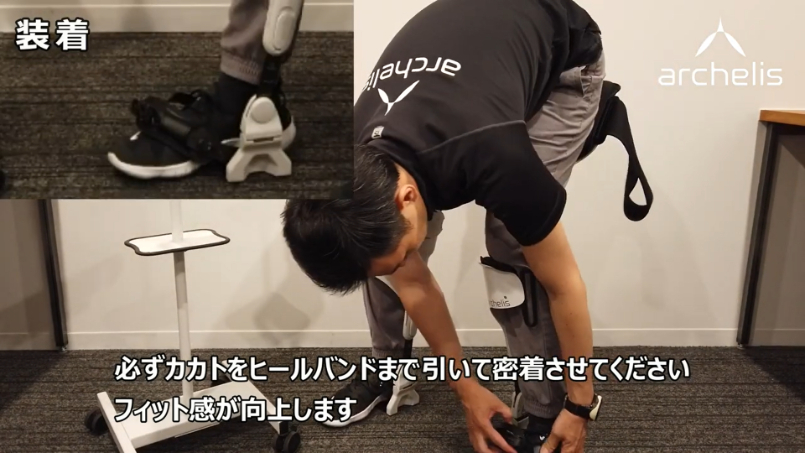 装着
archelis
archelis
archelis
必ずカカトをヒールバンドまで引いて密着させてください
フィット感が向上します